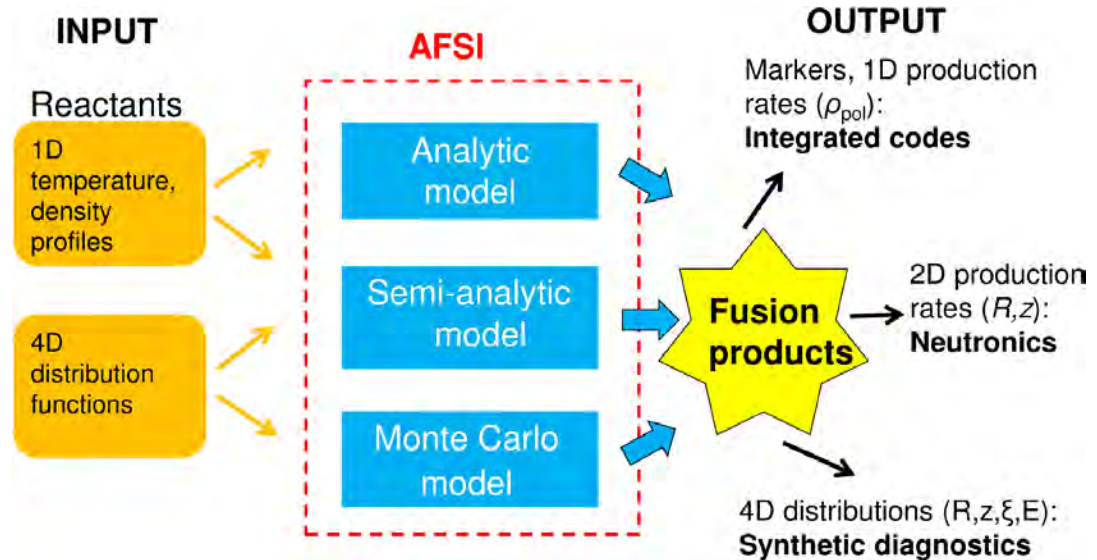 INPUT
Reactants
1D
temperature,
density
profiles
4D
distribution
functions
AFSI
Analytic
model
Semi-analytic
model
Monte Carlo
model
OUTPUT
Markers, 1D production
rates (ρpol):
Integrated codes
Fusion
products
2D production
rates (R,z):
Neutronics
4D distributions (R,z,ξ,E):
Synthetic diagnostics